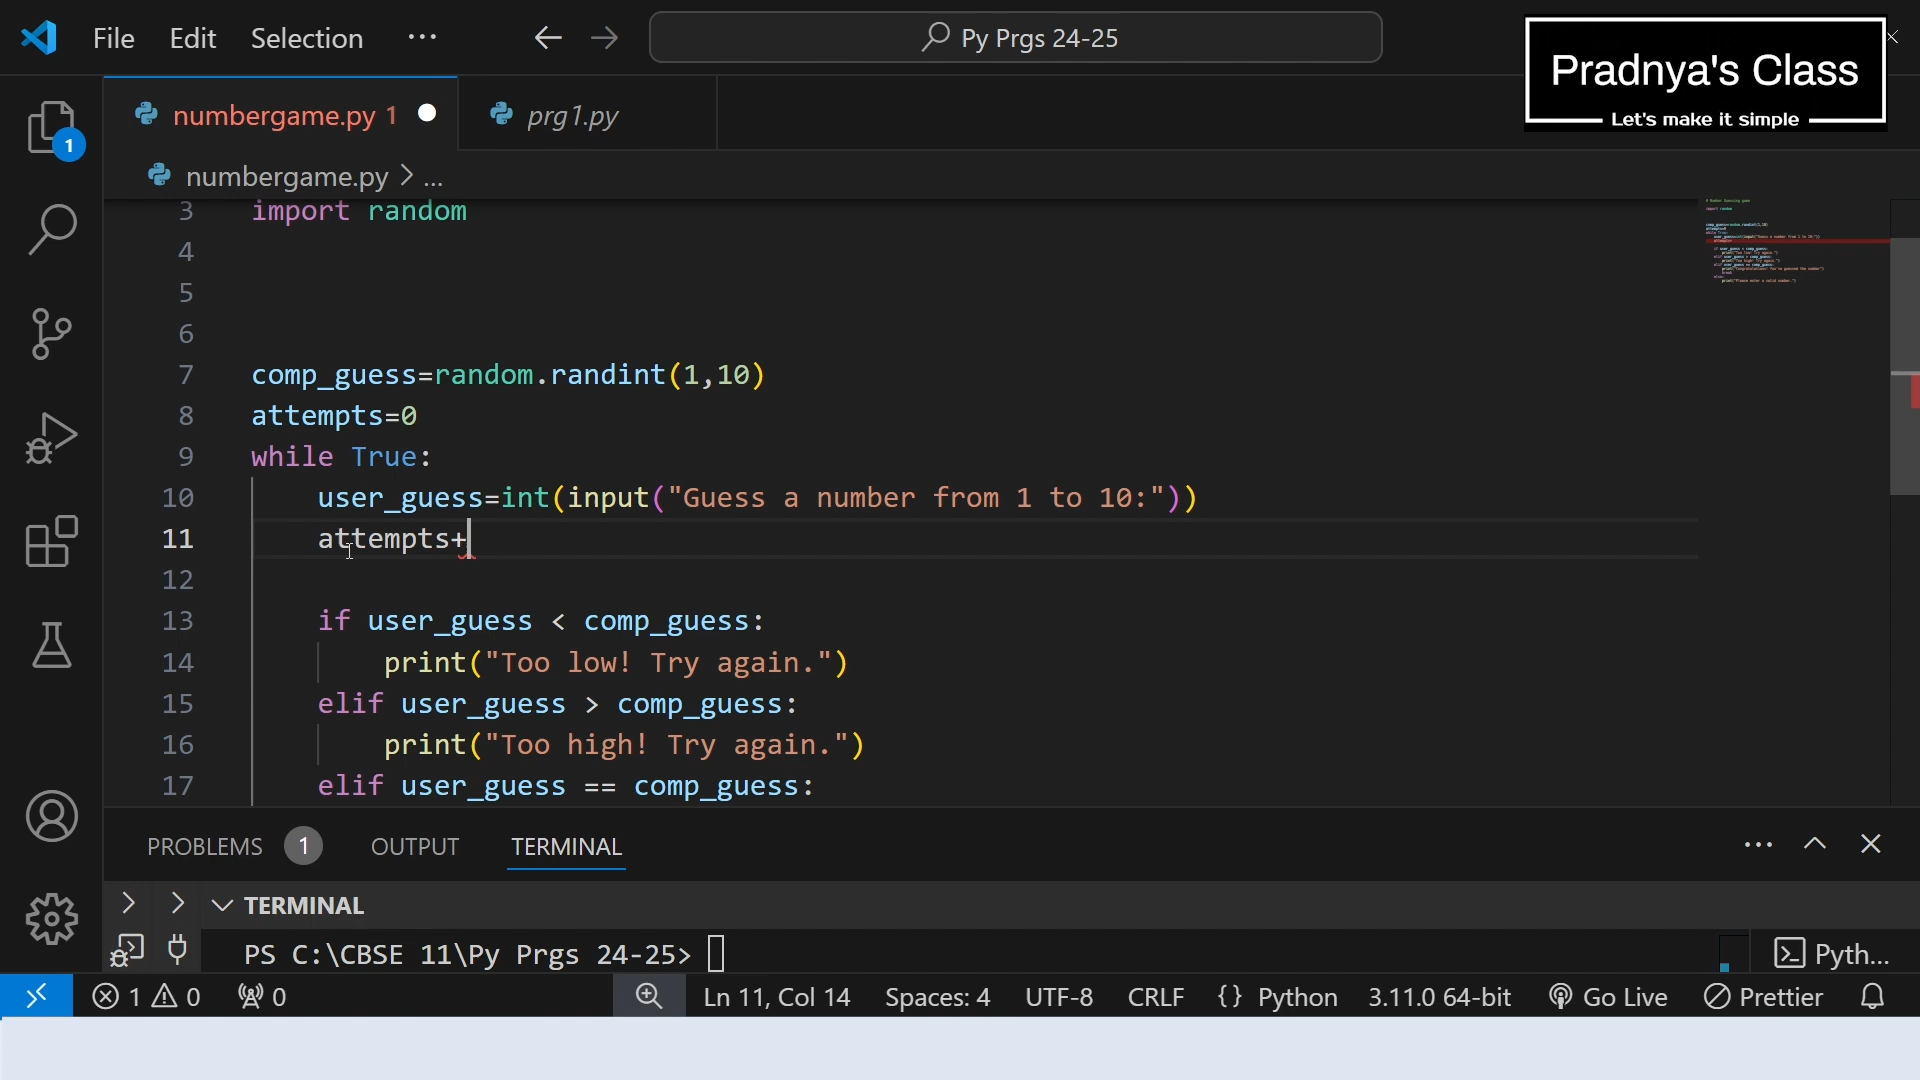 File Edit Selection ... Py Prgs 24-25
Pradnya's Class
Let's make it simple
numbergame.py 1 prg1.py
1
numbergame.py > ...
3 import random
4
5
6
7 comp_guess=random.randint(1,10)
8 attempts=0
9 while True:
10 user_guess=int(input("Guess a number from 1 to 10:"))
11 attempts+
12
13 if user_guess < comp_guess:
14 print("Too low! Try again.")
15 elif user_guess > comp_guess:
16 print("Too high! Try again.")
17 elif user_guess == comp_guess:
PROBLEMS 1 OUTPUT TERMINAL ...
TERMINAL
PS C:\CBSE 11\Py Prgs 24-25> Pyth...
1 0 0 Ln 11, Col 14 Spaces: 4 UTF-8 CRLF {} Python 3.11.0 64-bit Go Live Prettier